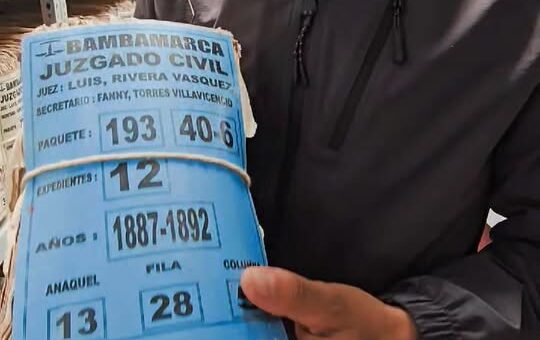 BAMBAMARCA
JUZGADO CIVIL
JUEZ: LUIS, RIVERA VASQUEZ
SECRETARIO: FANNY, TORRES VILLAVICENCIO
PAQUETE: 193 40-6
EXPEDIENTES: 12
AÑOS: 1887-1892
ANAQUEL FILA
13 28